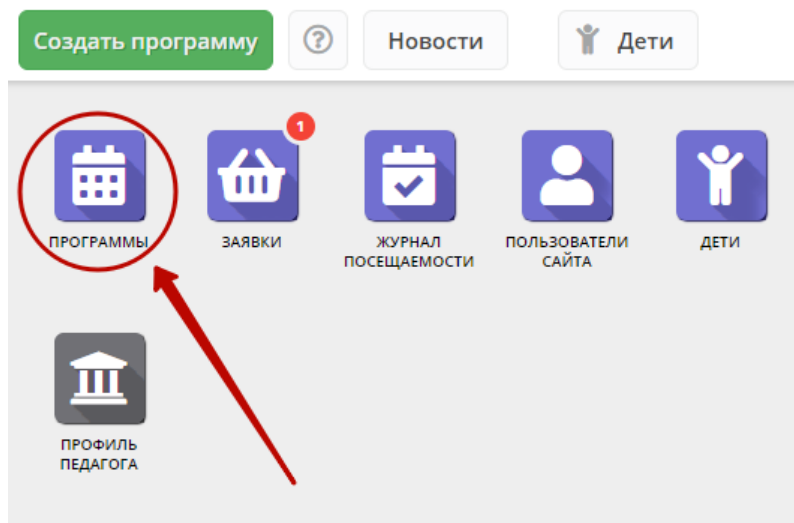 Создать программу
Новости
Дети
1
ПРОГРАММЫ
ЗАЯВКИ
ЖУРНАЛ
ПОСЕЩАЕМОСТИ
ПОЛЬЗОВАТЕЛИ
САЙТА
ДЕТИ
ПРОФИЛЬ
ПЕДАГОГА